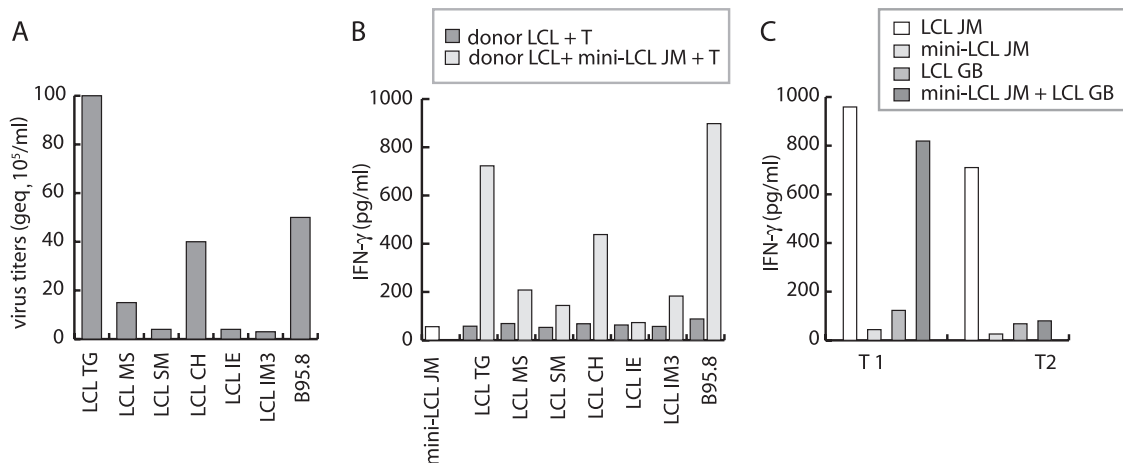 A
virus titers (geq, 10⁵/ml)
100
80
60
40
20
0
LCL TG
LCL MS
LCL SM
LCL CH
LCL IE
LCL IM3
B95.8
B
donor LCL + T
donor LCL+ mini-LCL JM + T
IFN-γ (pg/ml)
1000
800
600
400
200
0
mini-LCL JM
LCL TG
LCL MS
LCL SM
LCL CH
LCL IE
LCL IM3
B95.8
C
LCL JM
mini-LCL JM
LCL GB
mini-LCL JM + LCL GB
IFN-γ (pg/ml)
1000
800
600
400
200
0
T 1
T2